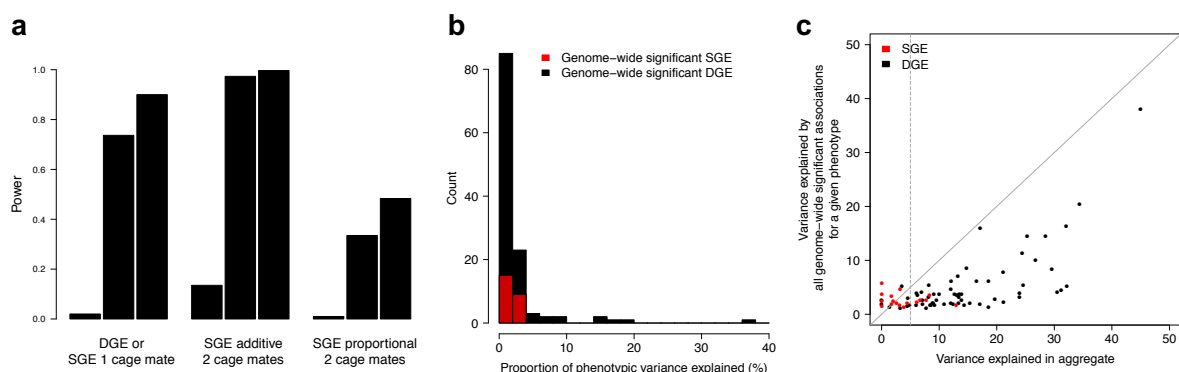 a
Power
1.0
0.8
0.6
0.4
0.2
0.0
DGE or
SGE 1 cage mate
SGE additive
2 cage mates
SGE proportional
2 cage mates
b
Genome−wide significant SGE
Genome−wide significant DGE
Count
80
60
40
20
0
0
10
20
30
40
Proportion of phenotypic variance explained (%)
c
SGE
DGE
Variance explained by
all genome−wide significant associations
for a given phenotype
50
40
30
20
10
0
0
10
20
30
40
50
Variance explained in aggregate